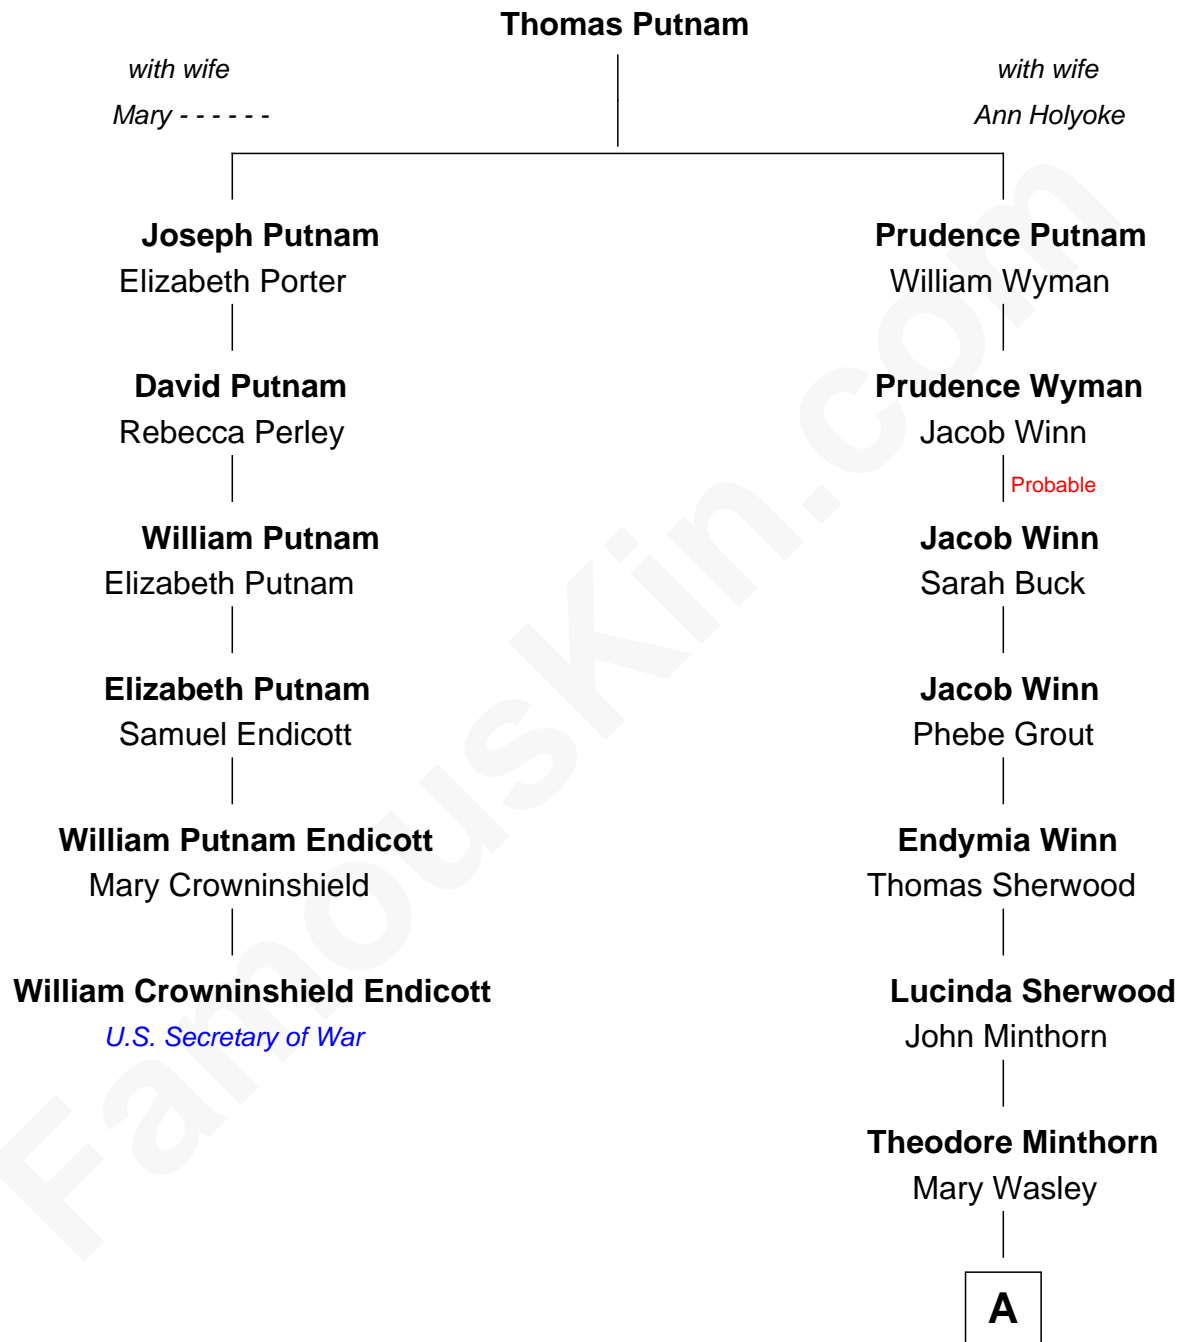 Thomas Putnam
with wife
Mary - - - - - -
with wife
Ann Holyoke
Joseph Putnam
Elizabeth Porter
Prudence Putnam
William Wyman
David Putnam
Rebecca Perley
Prudence Wyman
Jacob Winn
Probable
William Putnam
Elizabeth Putnam
Jacob Winn
Sarah Buck
Elizabeth Putnam
Samuel Endicott
Jacob Winn
Phebe Grout
William Putnam Endicott
Mary Crowninshield
Endymia Winn
Thomas Sherwood
William Crowninshield Endicott
U.S. Secretary of War
Lucinda Sherwood
John Minthorn
Theodore Minthorn
Mary Wasley
A
FamousKin.com